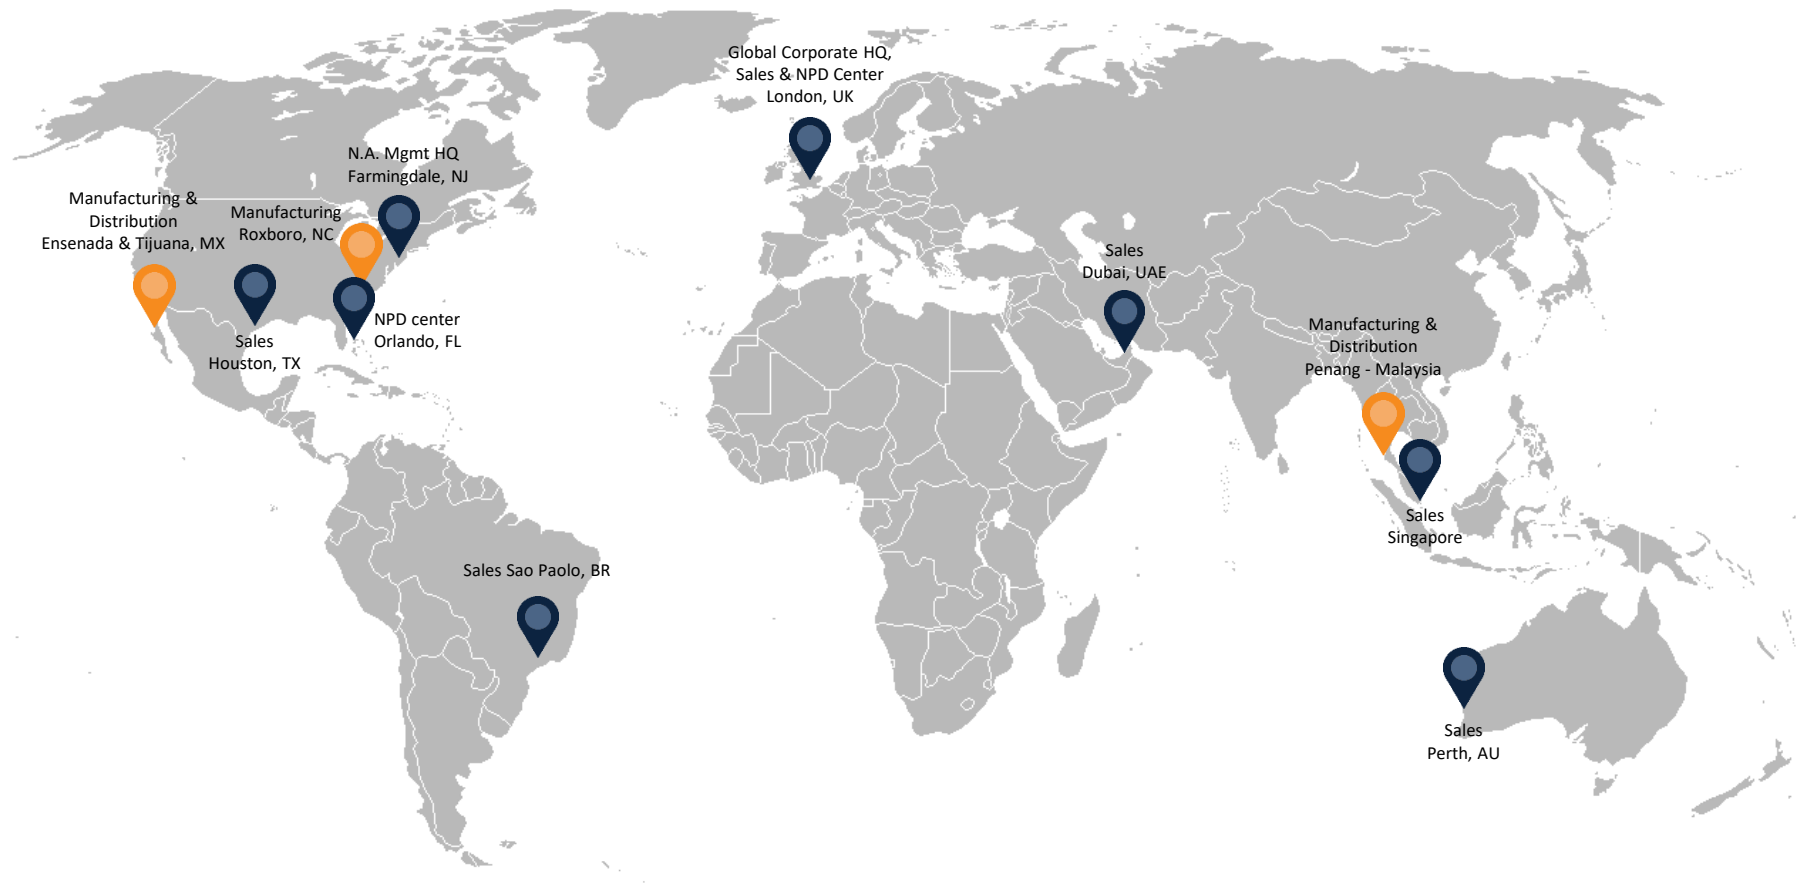 Global Corporate HQ,
Sales & NPD Center
London, UK
N.A. Mgmt HQ
Farmingdale, NJ
Manufacturing &
Distribution
Ensenada & Tijuana, MX
Manufacturing
Roxboro, NC
Sales
Dubai, UAE
NPD center
Orlando, FL
Sales
Houston, TX
Manufacturing &
Distribution
Penang - Malaysia
Sales
Singapore
Sales Sao Paolo, BR
Sales
Perth, AU